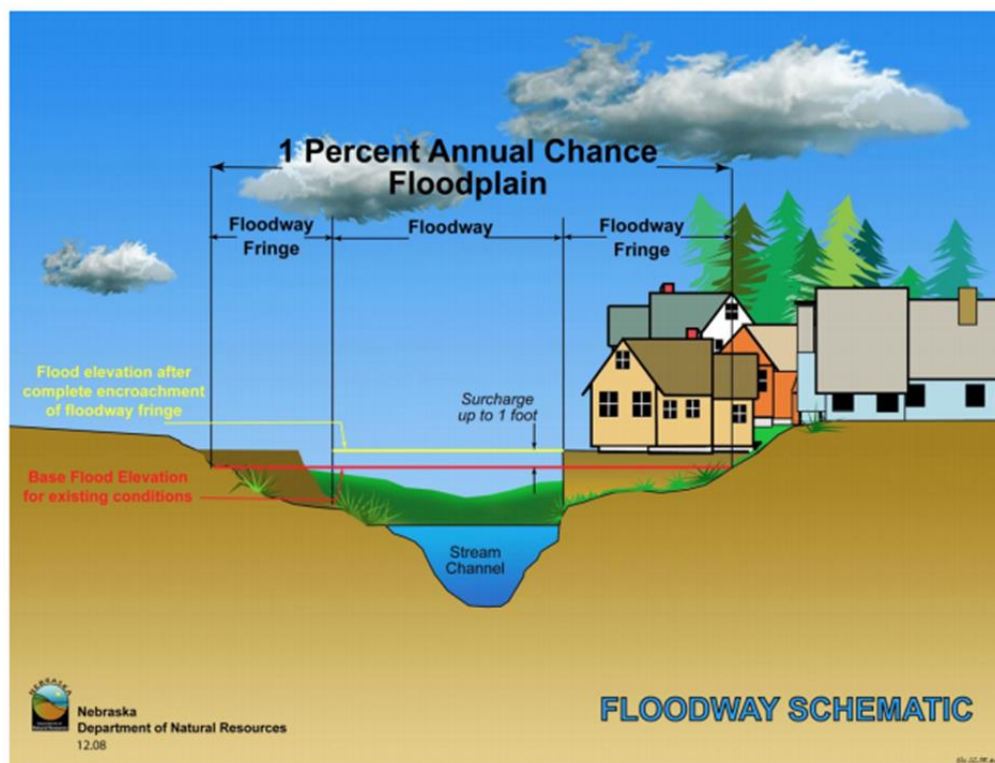 1 Percent Annual Chance
Floodplain
Floodway
Fringe
Floodway
Floodway
Fringe
Flood elevation after
complete encroachment
of floodway fringe
Surcharge
up to 1 foot
Base Flood Elevation
for existing conditions
Stream
Channel
NEBRASKA
Nebraska
Department of Natural Resources
12.08
FLOODWAY SCHEMATIC